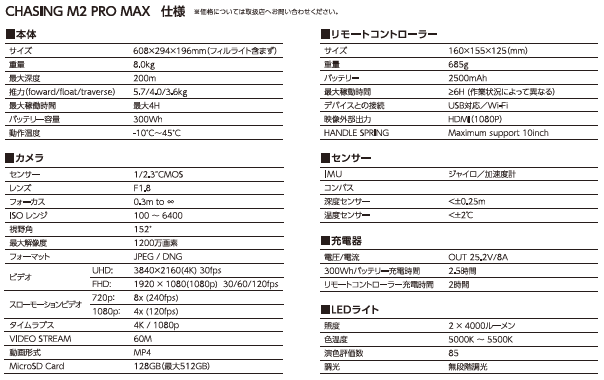 CHASING M2 PRO MAX 仕様 ※価格については取扱店へお問い合わせください。
■本体
サイズ 608×294×196mm（フィルライト含まず）
重量 8.0kg
最大深度 200m
推力(foward/float/traverse) 5.7/4.0/3.6kg
最大稼働時間 最大4H
バッテリー容量 300Wh
動作温度 -10℃～45℃
■カメラ
センサー 1/2.3"CMOS
レンズ F1.8
フォーカス 0.3m to ∞
ISO レンジ 100 ～ 6400
視野角 152°
最大解像度 1200万画素
フォーマット JPEG / DNG
ビデオ UHD: 3840×2160(4K) 30fps
FHD: 1920 × 1080(1080p) 30/60/120fps
スローモーションビデオ 720p: 8x (240fps)
1080p: 4x (120fps)
タイムラプス 4K / 1080p
VIDEO STREAM 60M
動画形式 MP4
MicroSD Card 128GB（最大512GB）
■リモートコントローラー
サイズ 160×155×125(mm)
重量 685g
バッテリー 2500mAh
最大稼働時間 ≥6H (作業状況によって異なる)
デバイスとの接続 USB対応／Wi-Fi
映像外部出力 HDMI(1080P)
HANDLE SPRING Maximum support 10inch
■センサー
IMU ジャイロ／加速度計
コンパス
深度センサー <±0.25m
温度センサー <±2℃
■充電器
電圧/電流 OUT 25.2V/8A
300Whバッテリー充電時間 2.5時間
リモートコントローラー充電時間 2時間
■LEDライト
照度 2 × 4000ルーメン
色温度 5000K ～ 5500K
演色評価数 85
調光 無段階調光